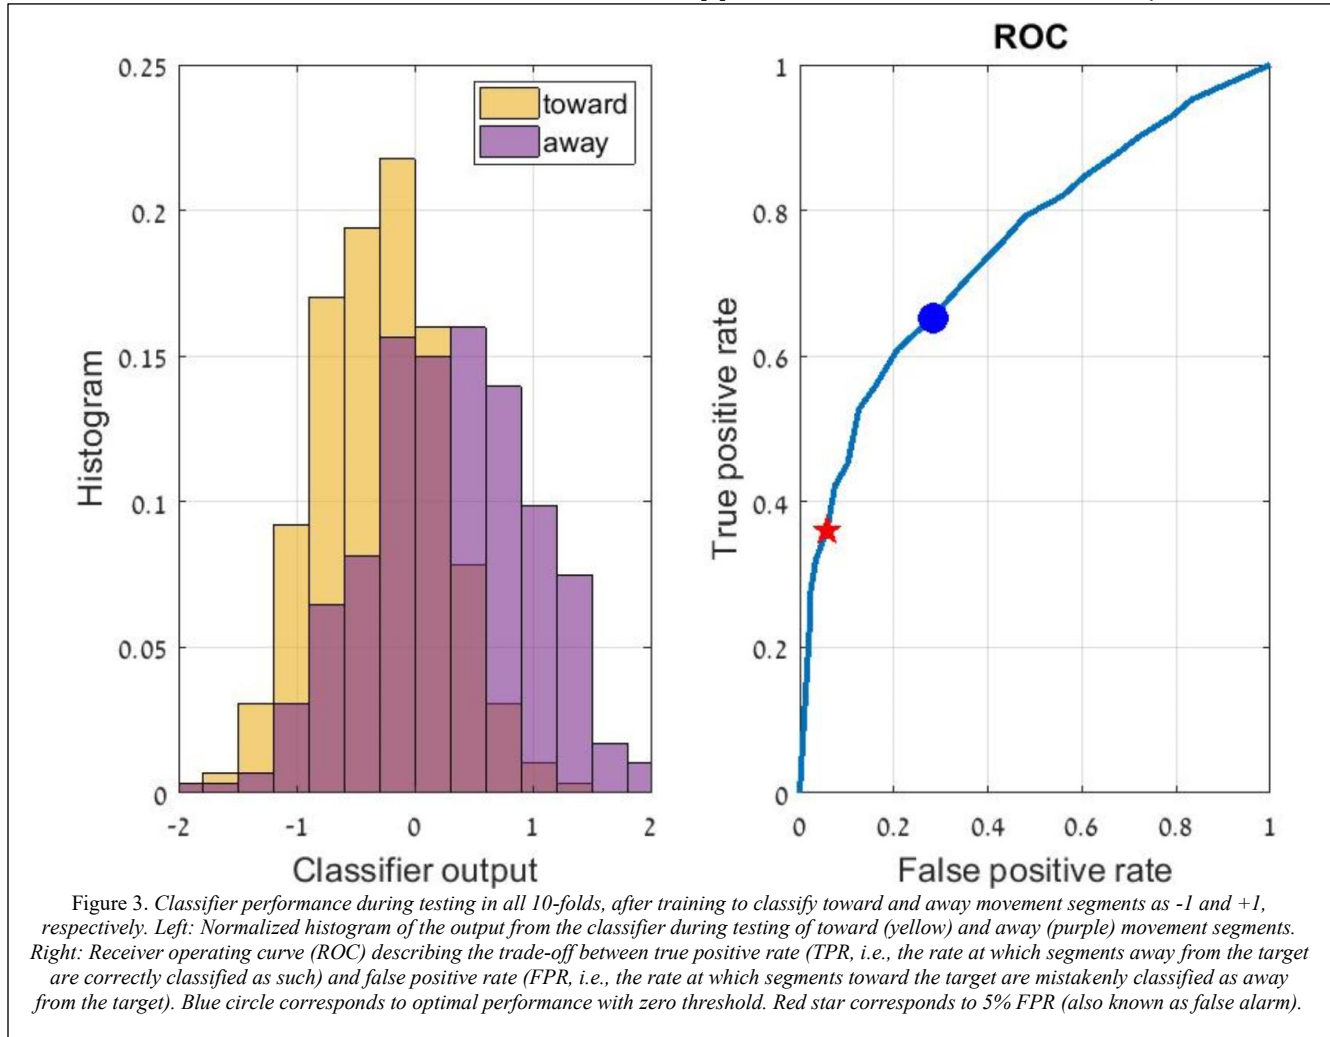 ROC
0.25
0.2
0.15
0.1
0.05
0
Histogram
toward
away
-2 -1 0 1 2
Classifier output
1
0.8
0.6
0.4
0.2
0
True positive rate
0 0.2 0.4 0.6 0.8 1
False positive rate
Figure 3. Classifier performance during testing in all 10-folds, after training to classify toward and away movement segments as -1 and +1,
respectively. Left: Normalized histogram of the output from the classifier during testing of toward (yellow) and away (purple) movement segments.
Right: Receiver operating curve (ROC) describing the trade-off between true positive rate (TPR, i.e., the rate at which segments away from the target
are correctly classified as such) and false positive rate (FPR, i.e., the rate at which segments toward the target are mistakenly classified as away
from the target). Blue circle corresponds to optimal performance with zero threshold. Red star corresponds to 5% FPR (also known as false alarm).